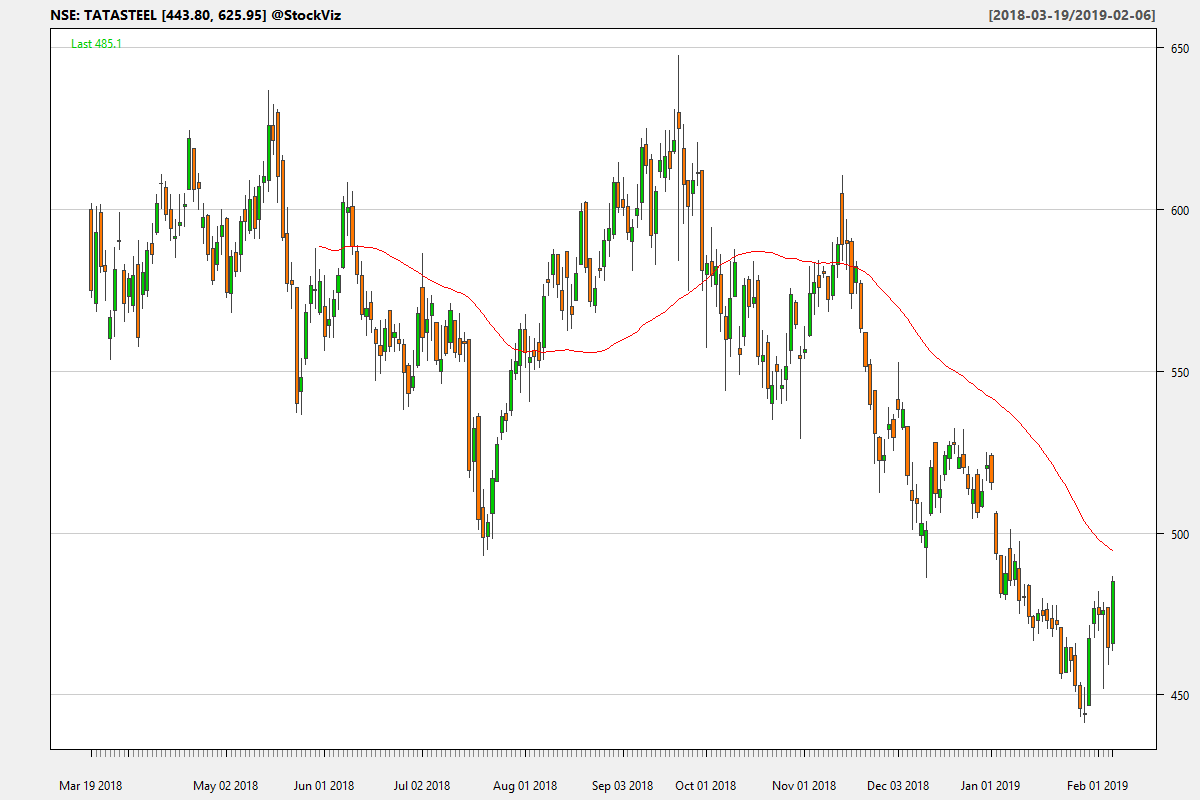 NSE: TATASTEEL [443.80, 625.95] @StockViz
[2018-03-19/2019-02-06]
Last 485.1
650
600
550
500
450
Mar 19 2018
May 02 2018
Jun 01 2018
Jul 02 2018
Aug 01 2018
Sep 03 2018
Oct 01 2018
Nov 01 2018
Dec 03 2018
Jan 01 2019
Feb 01 2019